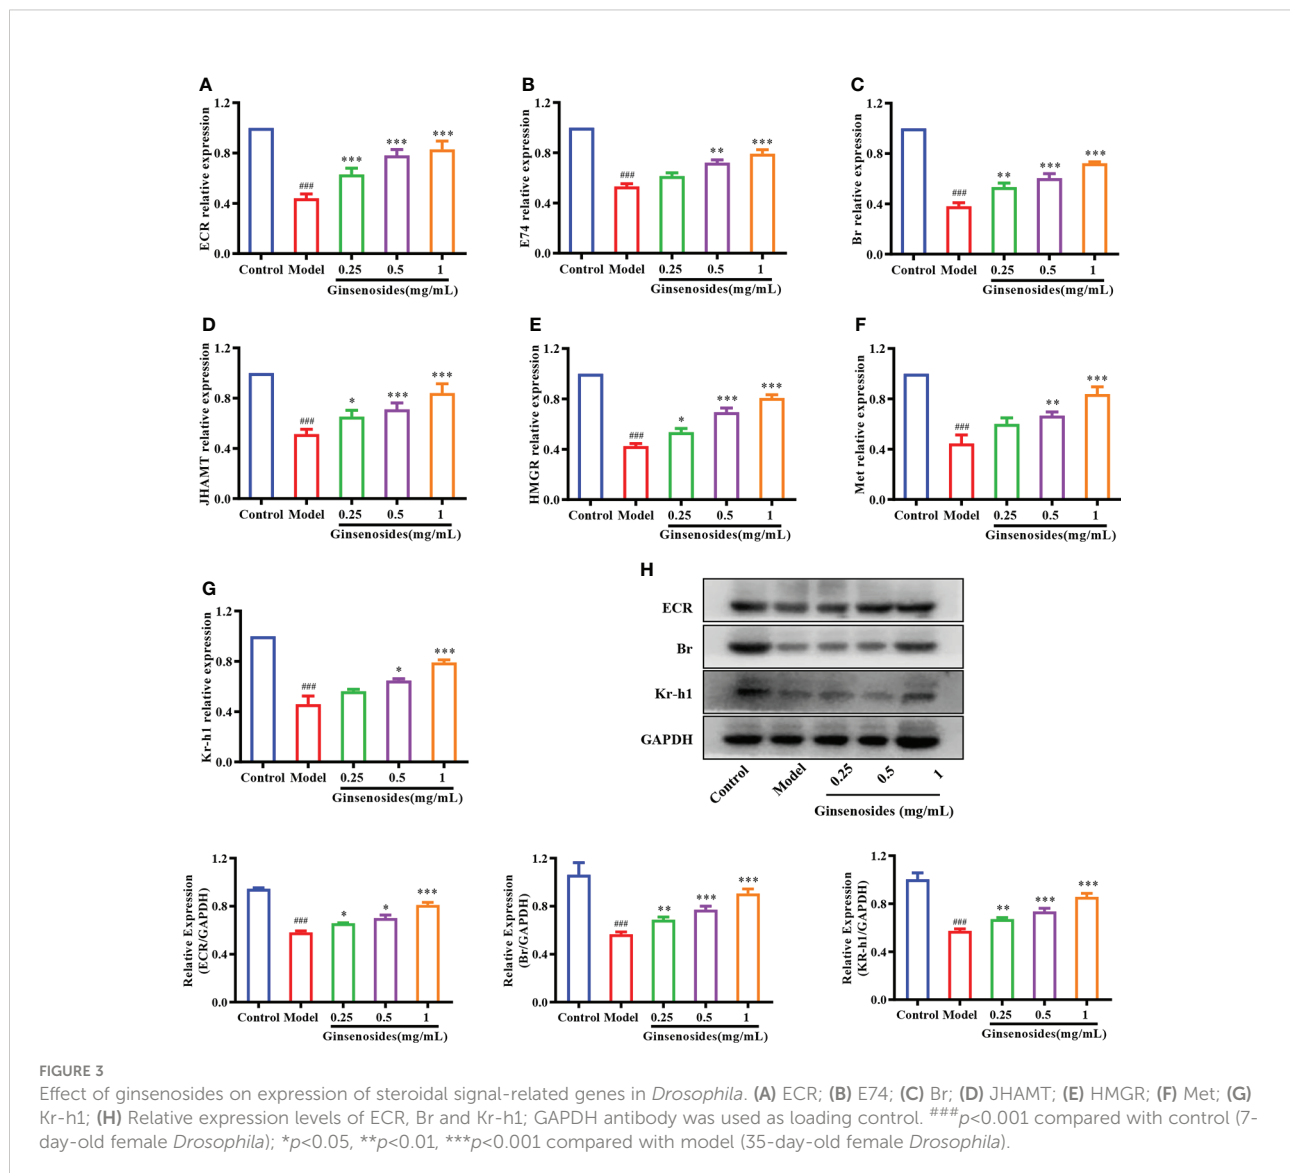 A
ECR relative expression
1.2
0.8
0.4
0.0
###
***
***
***
Control Model 0.25 0.5 1
Ginsenosides(mg/mL)
B
E74 relative expression
1.2
0.8
0.4
0.0
###
**
***
Control Model 0.25 0.5 1
Ginsenosides(mg/mL)
C
Br relative expression
1.2
0.8
0.4
0.0
###
**
***
***
Control Model 0.25 0.5 1
Ginsenosides(mg/mL)
D
JHAMT relative expression
1.2
0.8
0.4
0.0
###
*
***
***
Control Model 0.25 0.5 1
Ginsenosides(mg/mL)
E
HMGR relative expression
1.2
0.8
0.4
0.0
###
*
***
***
Control Model 0.25 0.5 1
Ginsenosides(mg/mL)
F
Met relative expression
1.2
0.8
0.4
0.0
###
**
***
Control Model 0.25 0.5 1
Ginsenosides(mg/mL)
G
Kr-h1 relative expression
1.2
0.8
0.4
0.0
###
*
***
Control Model 0.25 0.5 1
Ginsenosides(mg/mL)
H
ECR
Br
Kr-h1
GAPDH
Control Model 0.25 0.5 1
Ginsenosides (mg/mL)
Relative Expression
(ECR/GAPDH)
1.2
0.8
0.4
0.0
###
*
*
***
Control Model 0.25 0.5 1
Ginsenosides(mg/mL)
Relative Expression
(Br/GAPDH)
1.2
0.8
0.4
0.0
###
**
***
***
Control Model 0.25 0.5 1
Ginsenosides(mg/mL)
Relative Expression
(KR-h1/GAPDH)
1.2
0.8
0.4
0.0
###
**
***
***
Control Model 0.25 0.5 1
Ginsenosides(mg/mL)
FIGURE 3
Effect of ginsenosides on expression of steroidal signal-related genes in Drosophila. (A) ECR; (B) E74; (C) Br; (D) JHAMT; (E) HMGR; (F) Met; (G)
Kr-h1; (H) Relative expression levels of ECR, Br and Kr-h1; GAPDH antibody was used as loading control. ###p<0.001 compared with control (7-
day-old female Drosophila); *p<0.05, **p<0.01, ***p<0.001 compared with model (35-day-old female Drosophila).